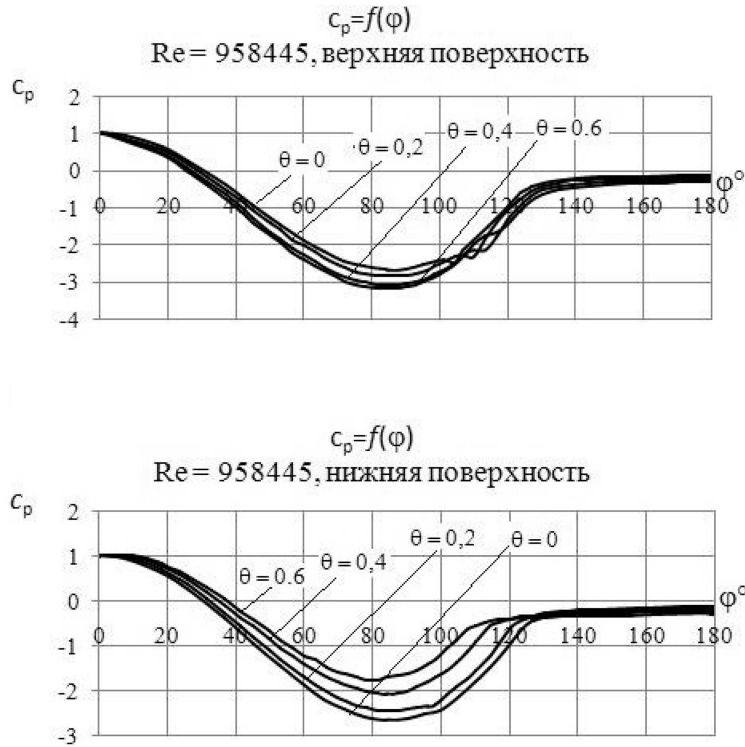 cₚ=f(φ)
Re = 958445, верхняя поверхность
cₚ
2
1
0
-1
-2
-3
-4
θ = 0
θ = 0,2
θ = 0,4
θ = 0.6
φ°
0 20 40 60 80 100 120 140 160 180
cₚ=f(φ)
Re = 958445, нижняя поверхность
cₚ
2
1
0
-1
-2
-3
θ = 0.6
θ = 0,4
θ = 0,2
θ = 0
φ°
0 20 40 60 80 100 120 140 160 180